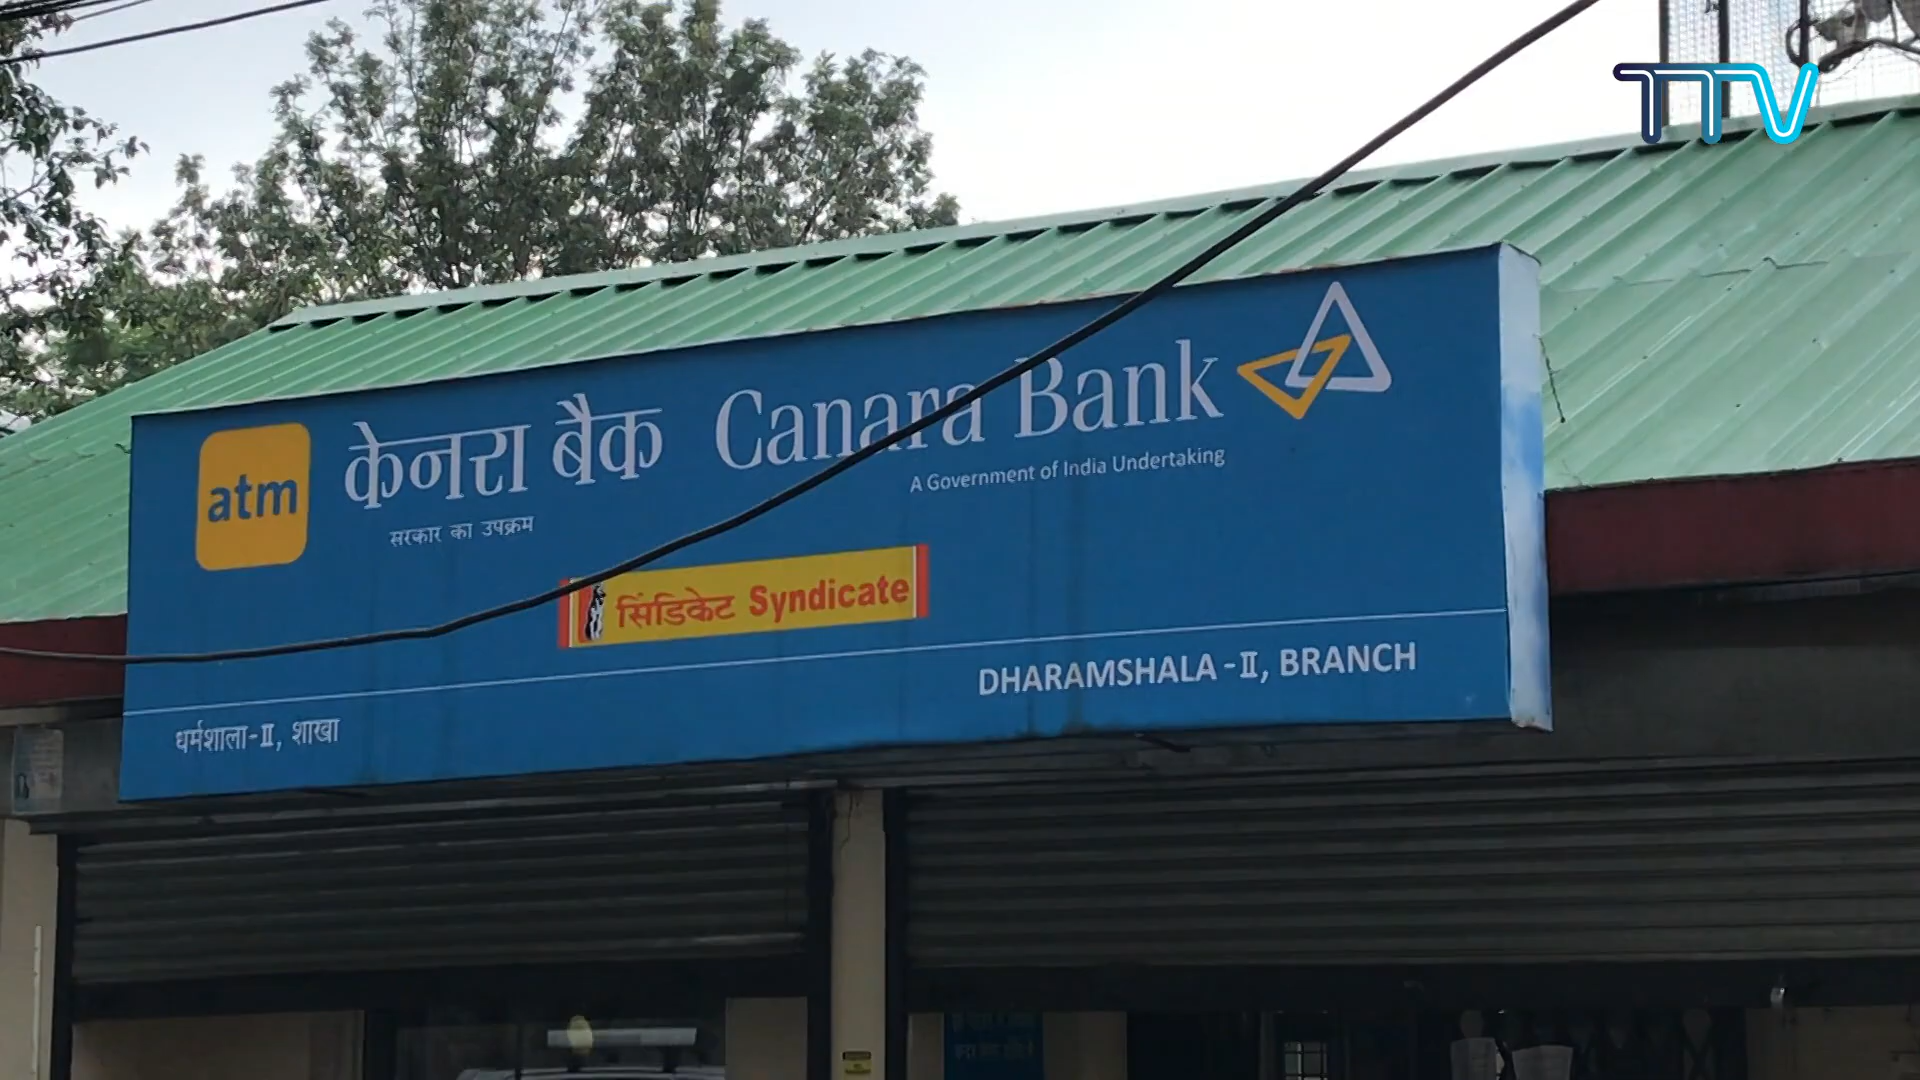 TTV
atm
केनरा बैंक Canara Bank
सरकार का उपक्रम
A Government of India Undertaking
सिंडिकेट Syndicate
DHARAMSHALA -II, BRANCH
धर्मशाला-II, शाखा